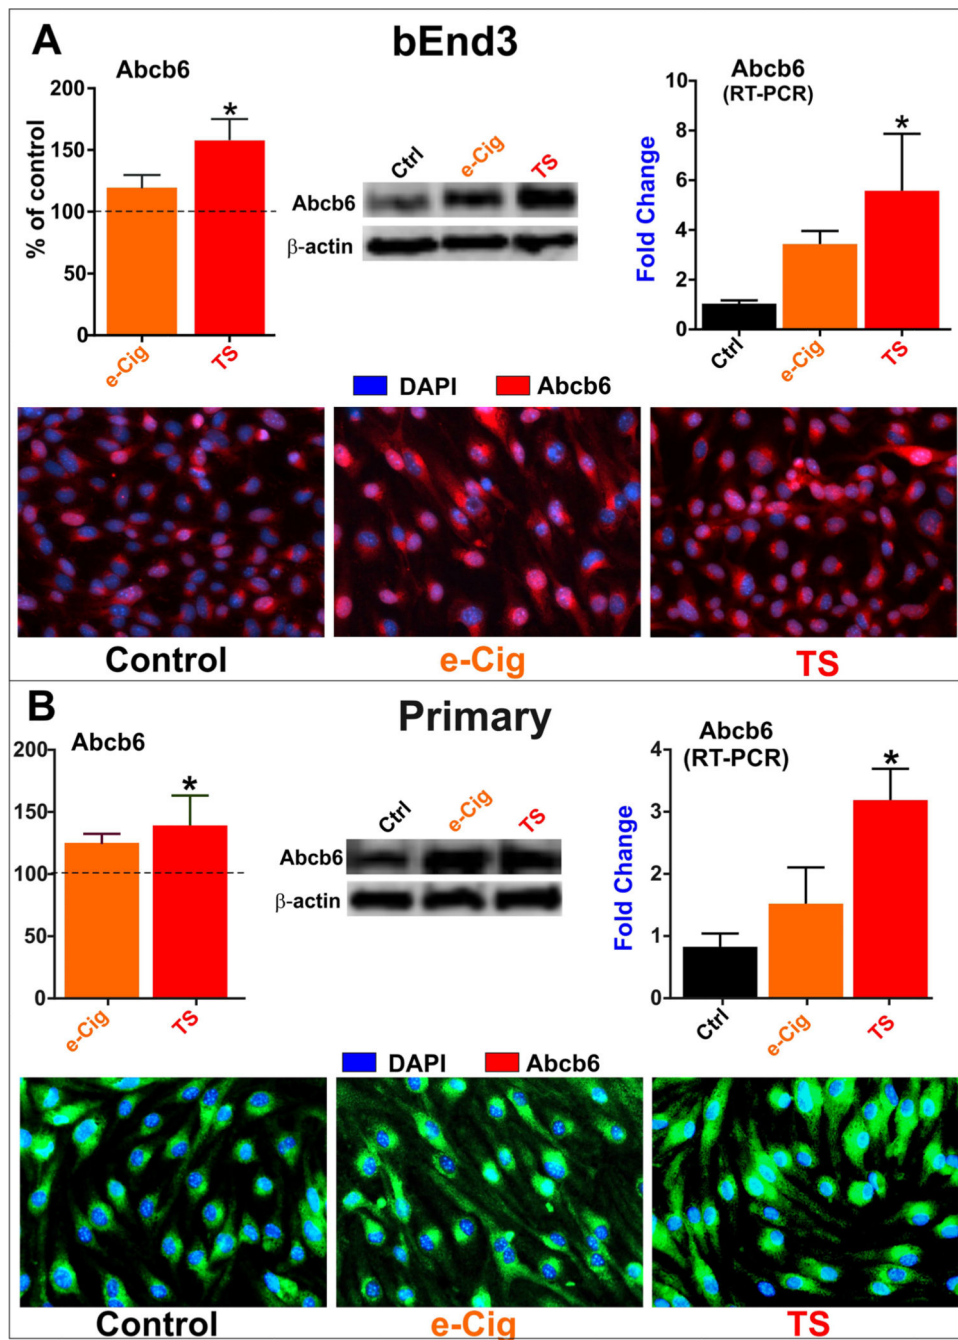 A
bEnd3
Abcb6
% of control
200
150
100
50
0
e-Cig
TS
*
Ctrl
e-Cig
TS
Abcb6
β-actin
Abcb6
(RT-PCR)
Fold Change
10
8
6
4
2
0
*
Ctrl
e-Cig
TS
DAPI
Abcb6
Control
e-Cig
TS
B
Primary
Abcb6
200
150
100
50
0
*
e-Cig
TS
Ctrl
e-Cig
TS
Abcb6
β-actin
Abcb6
(RT-PCR)
Fold Change
4
3
2
1
0
*
Ctrl
e-Cig
TS
DAPI
Abcb6
Control
e-Cig
TS